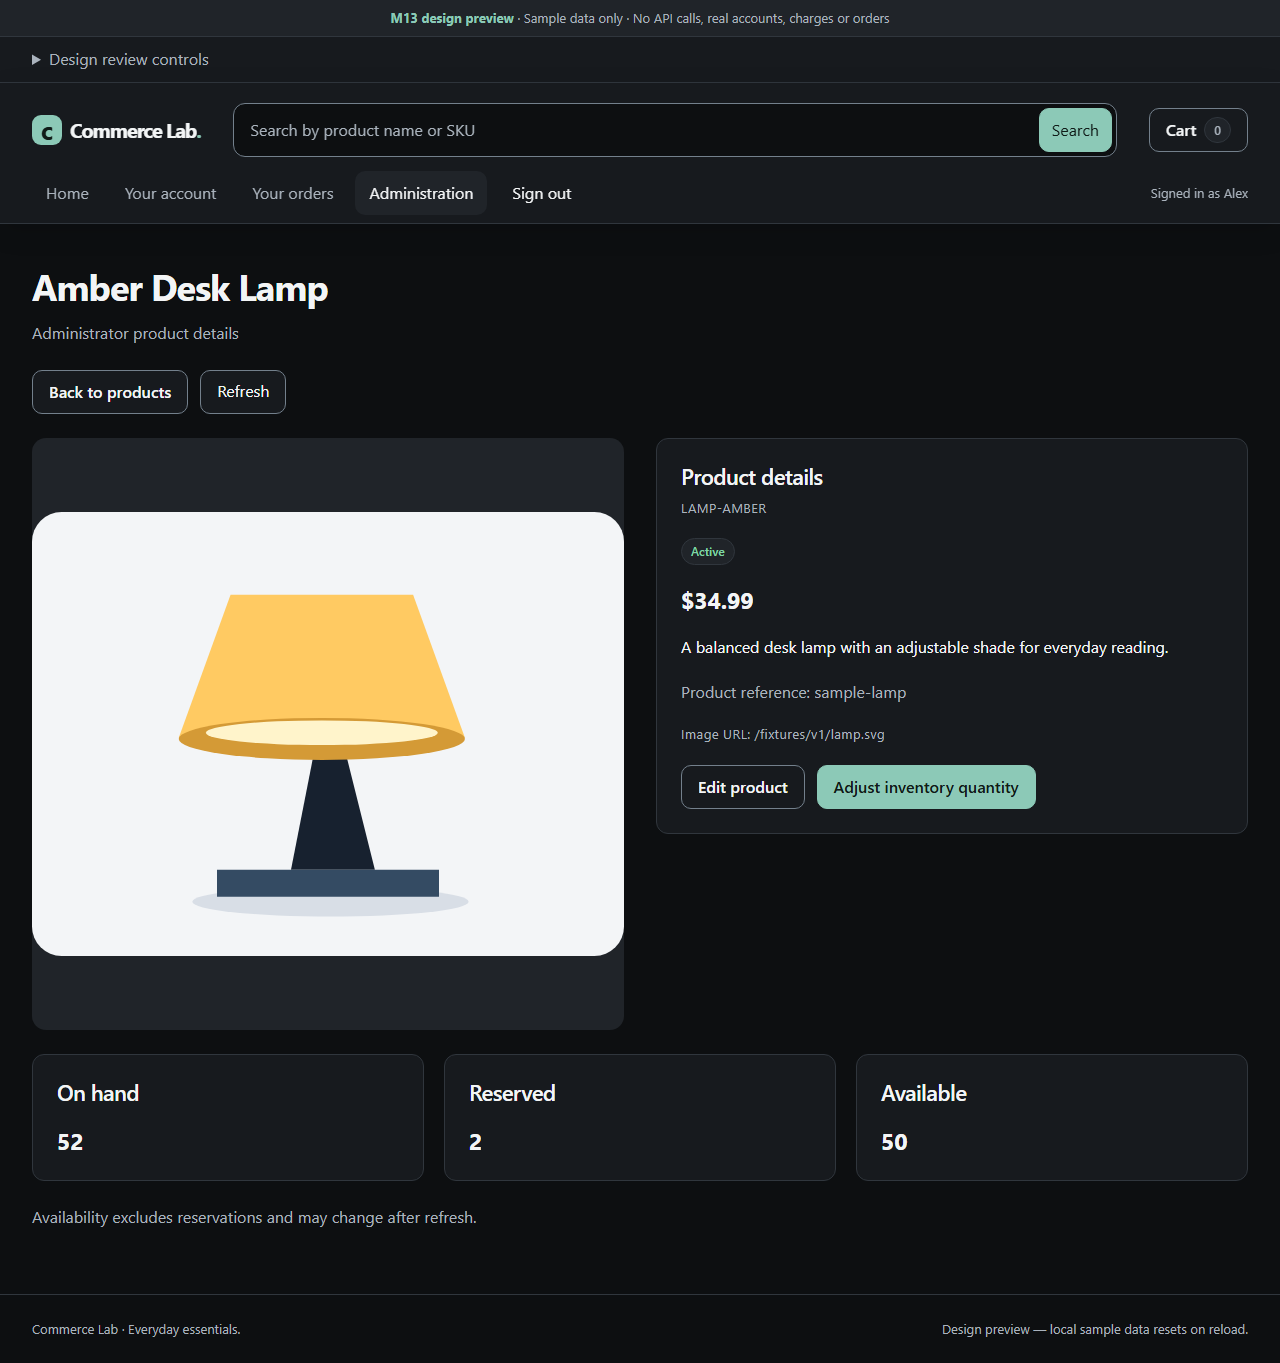 M13 design preview · Sample data only · No API calls, real accounts, charges or orders
Design review controls
c Commerce Lab.
Search by product name or SKU
Search
Cart 0
Home Your account Your orders Administration Sign out
Signed in as Alex
Amber Desk Lamp
Administrator product details
Back to products Refresh
Product details
LAMP-AMBER
Active
$34.99
A balanced desk lamp with an adjustable shade for everyday reading.
Product reference: sample-lamp
Image URL: /fixtures/v1/lamp.svg
Edit product Adjust inventory quantity
On hand
52
Reserved
2
Available
50
Availability excludes reservations and may change after refresh.
Commerce Lab · Everyday essentials.
Design preview — local sample data resets on reload.